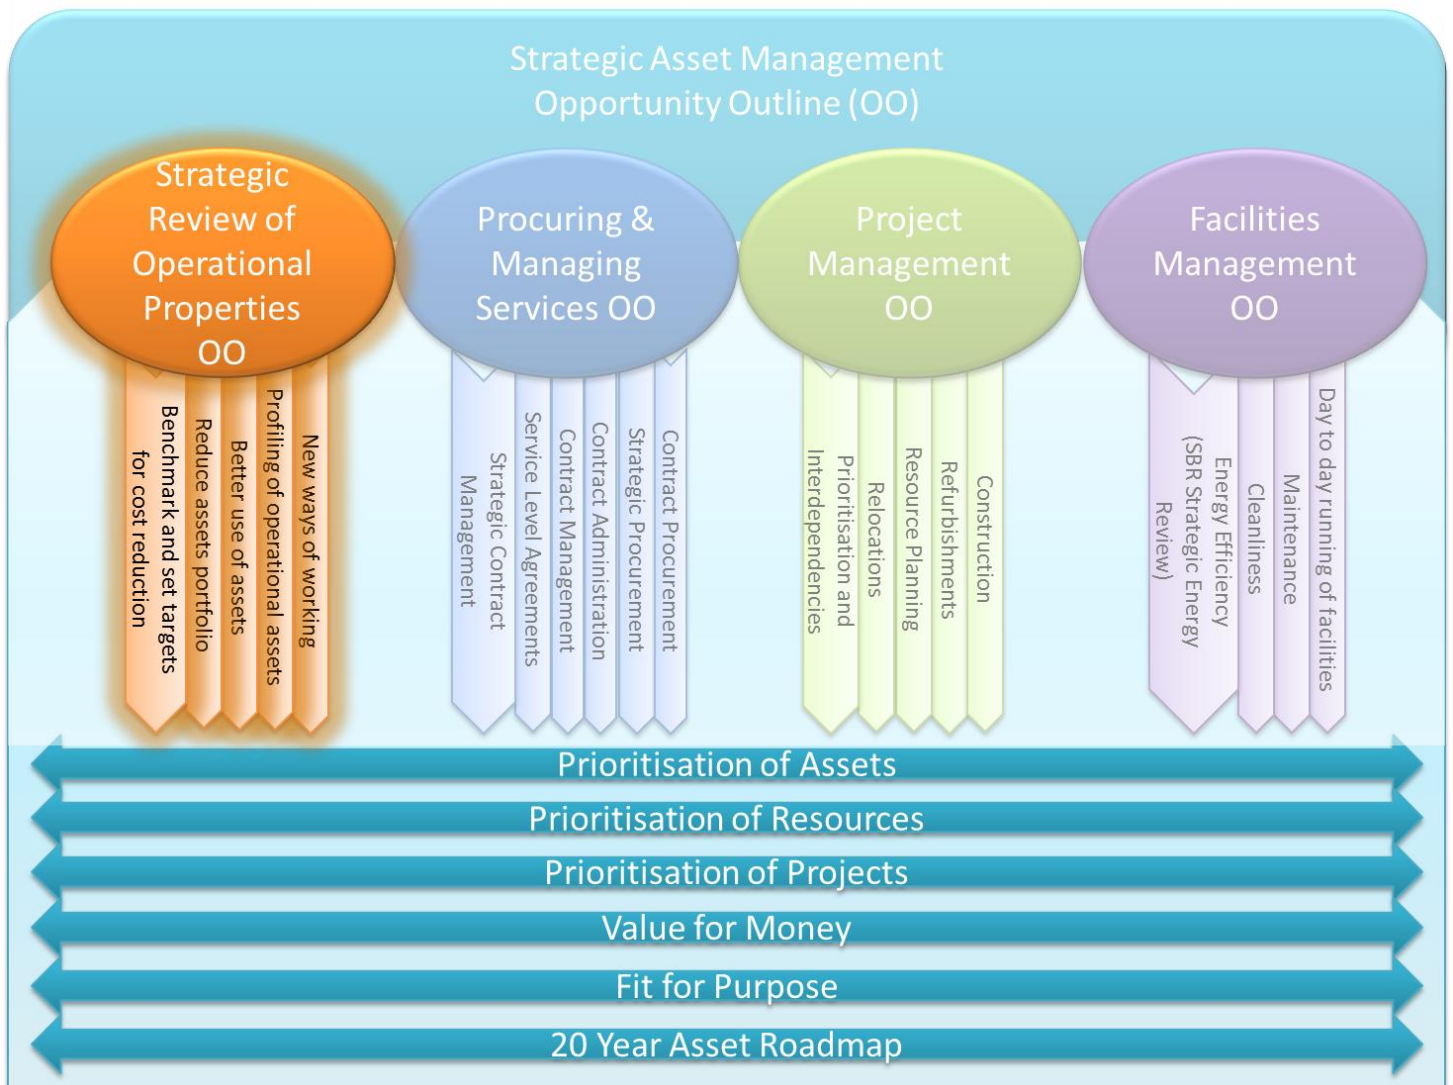 Strategic Asset Management
Opportunity Outline (OO)
Strategic
Review of
Operational
Properties
OO
Procuring &
Managing
Services OO
Project
Management
OO
Facilities
Management
OO
Benchmark and set targets
for cost reduction
Reduce assets portfolio
Better use of assets
Profiling of operational assets
New ways of working
Strategic Contract
Management
Service Level Agreements
Contract Management
Contract Administration
Strategic Procurement
Contract Procurement
Prioritisation and
Interdependencies
Relocations
Resource Planning
Refurbishments
Construction
Energy Efficiency
(SBR Strategic Energy
Review)
Cleanliness
Maintenance
Day to day running of facilities
Prioritisation of Assets
Prioritisation of Resources
Prioritisation of Projects
Value for Money
Fit for Purpose
20 Year Asset Roadmap